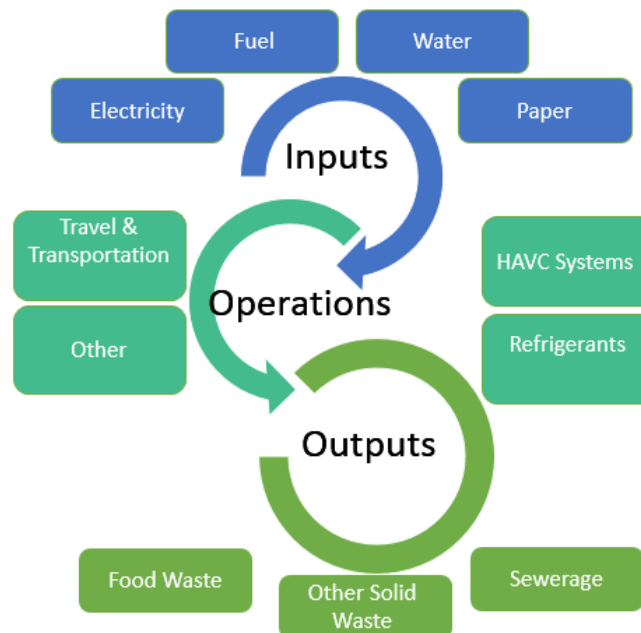 Fuel
Water
Electricity
Paper
Inputs
Travel &
Transportation
HAVC Systems
Operations
Other
Refrigerants
Outputs
Food Waste
Other Solid
Waste
Sewerage